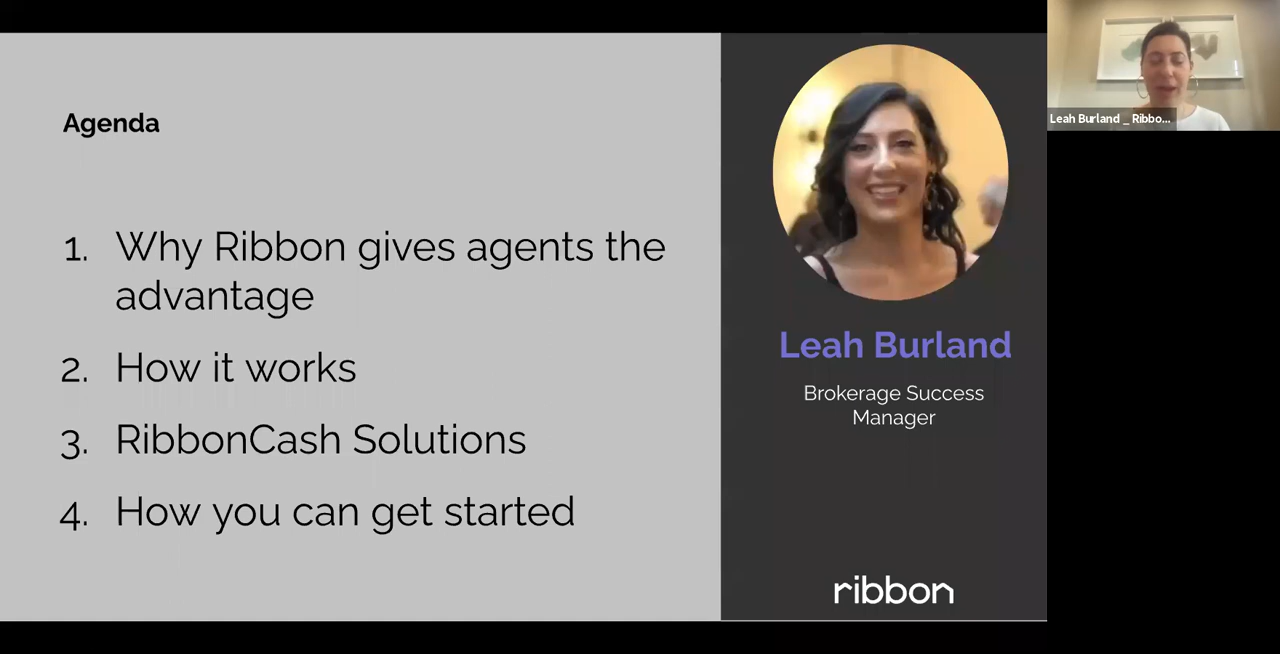 Agenda
1. Why Ribbon gives agents the
advantage
2. How it works
3. RibbonCash Solutions
4. How you can get started
Leah Burland
Brokerage Success
Manager
ribbon
Leah Burland _ Ribbo...